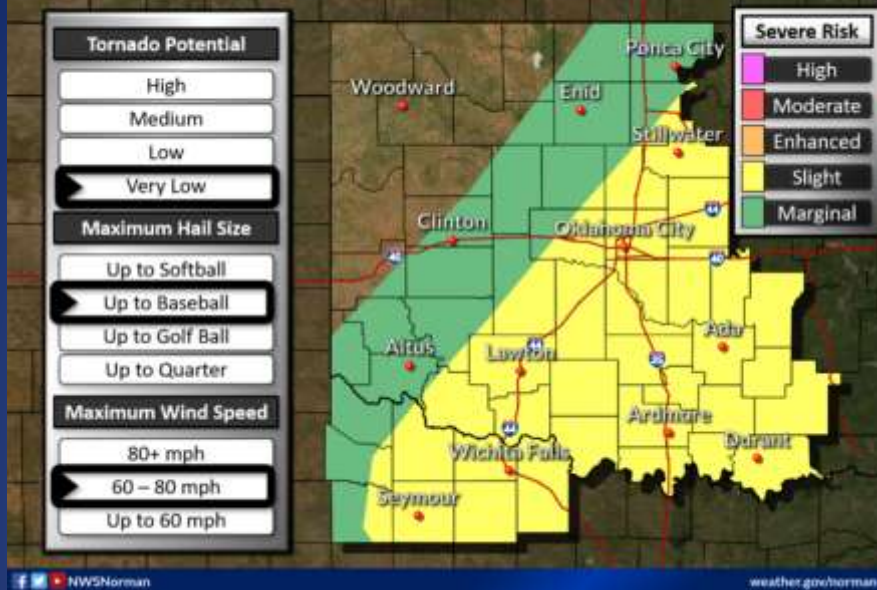 Tornado Potential
High
Medium
Low
Very Low
Maximum Hail Size
Up to Softball
Up to Baseball
Up to Golf Ball
Up to Quarter
Maximum Wind Speed
80+ mph
60 – 80 mph
Up to 60 mph
Ponca City
Woodward
Enid
Stillwater
44
Clinton
Oklahoma City
40
40
Altus
44
Lawton
35
Ada
Ardmore
44
Wichita Falls
Durant
Seymour
Severe Risk
High
Moderate
Enhanced
Slight
Marginal
NWSNorman
weather.gov/norman